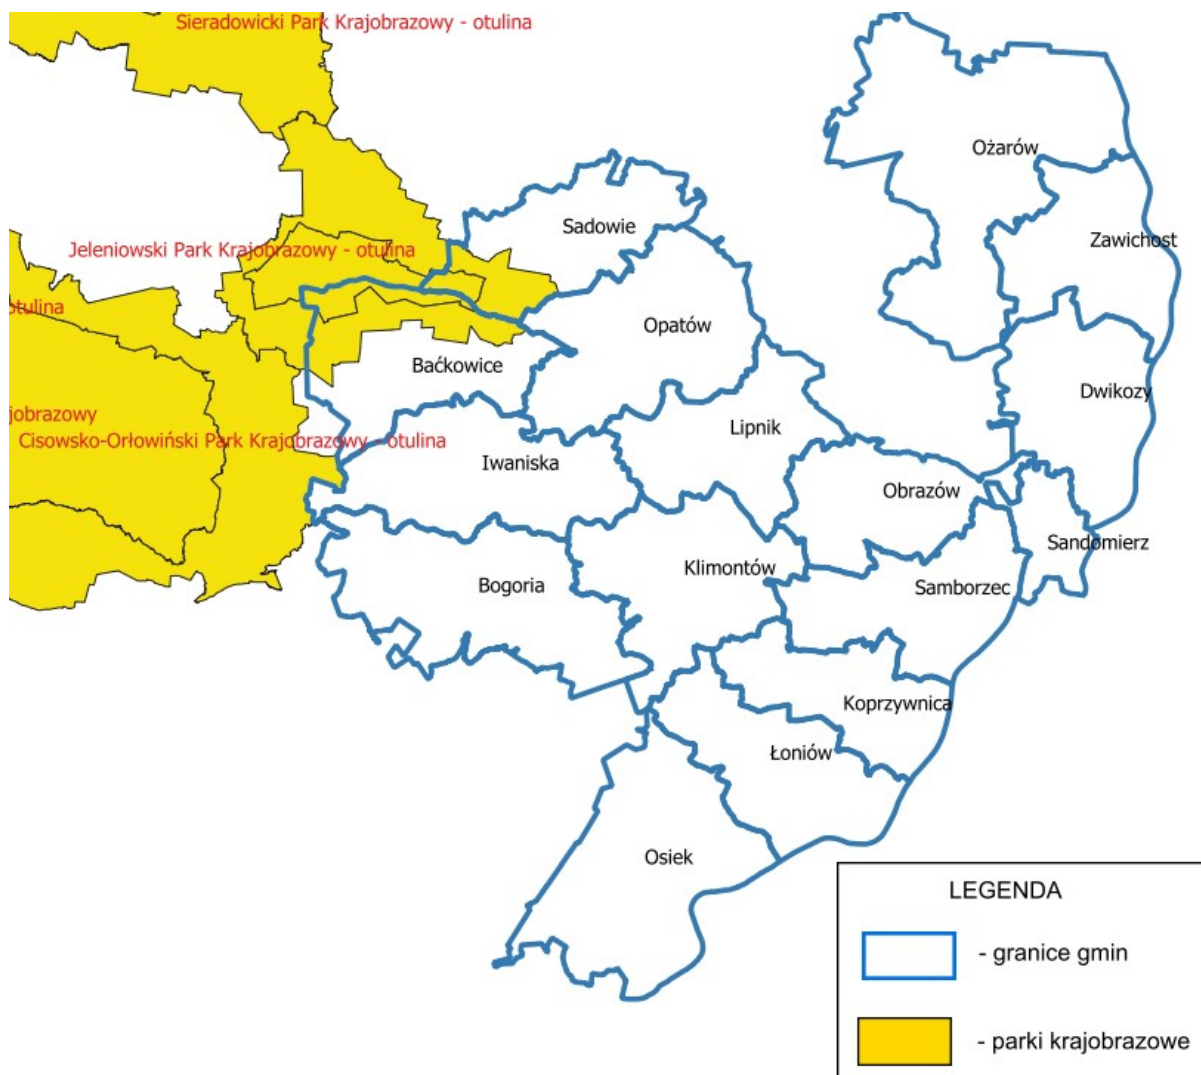 Sieradowicki Park Krajobrazowy - otulina
Ożarów
Sadowie
Zawichost
Jeleniowski Park Krajobrazowy - otulina
otulina
Opatów
Baćkowice
Dwikozy
jobrazowy
Lipnik
Cisowsko-Orłowiński Park Krajobrazowy - otulina
Iwaniska
Obrazów
Sandomierz
Klimontów
Bogoria
Samborzec
Koprzywnica
Łoniów
Osiek
LEGENDA
- granice gmin
- parki krajobrazowe